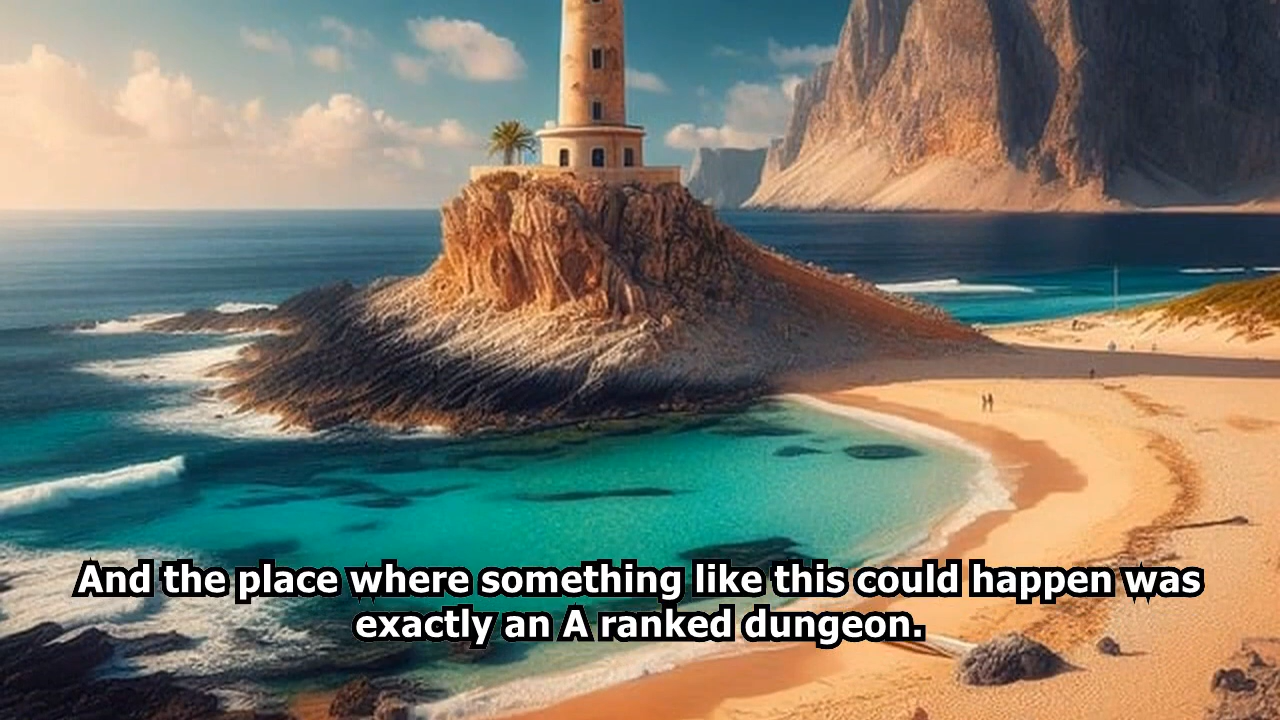 And the place where something like this could happen was
exactly an A ranked dungeon.